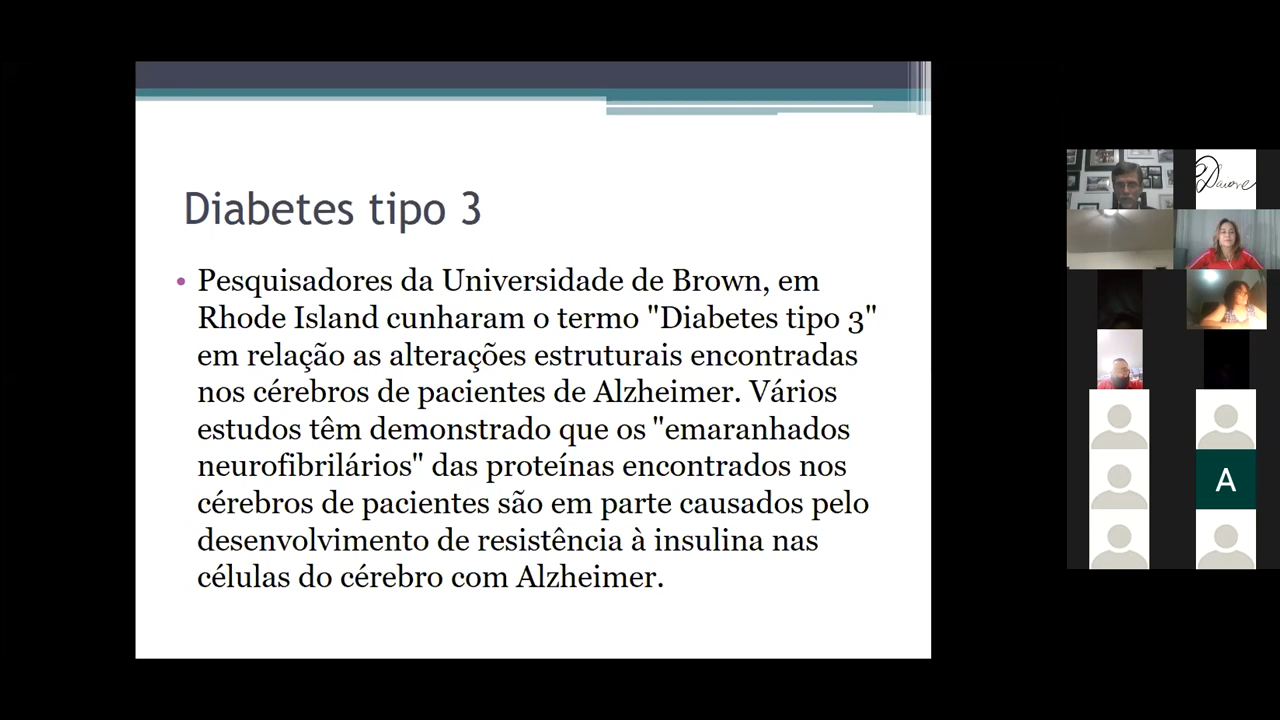 Diabetes tipo 3
• Pesquisadores da Universidade de Brown, em
Rhode Island cunharam o termo "Diabetes tipo 3"
em relação as alterações estruturais encontradas
nos cérebros de pacientes de Alzheimer. Vários
estudos têm demonstrado que os "emaranhados
neurofibrilários" das proteínas encontrados nos
cérebros de pacientes são em parte causados pelo
desenvolvimento de resistência à insulina nas
células do cérebro com Alzheimer.
A